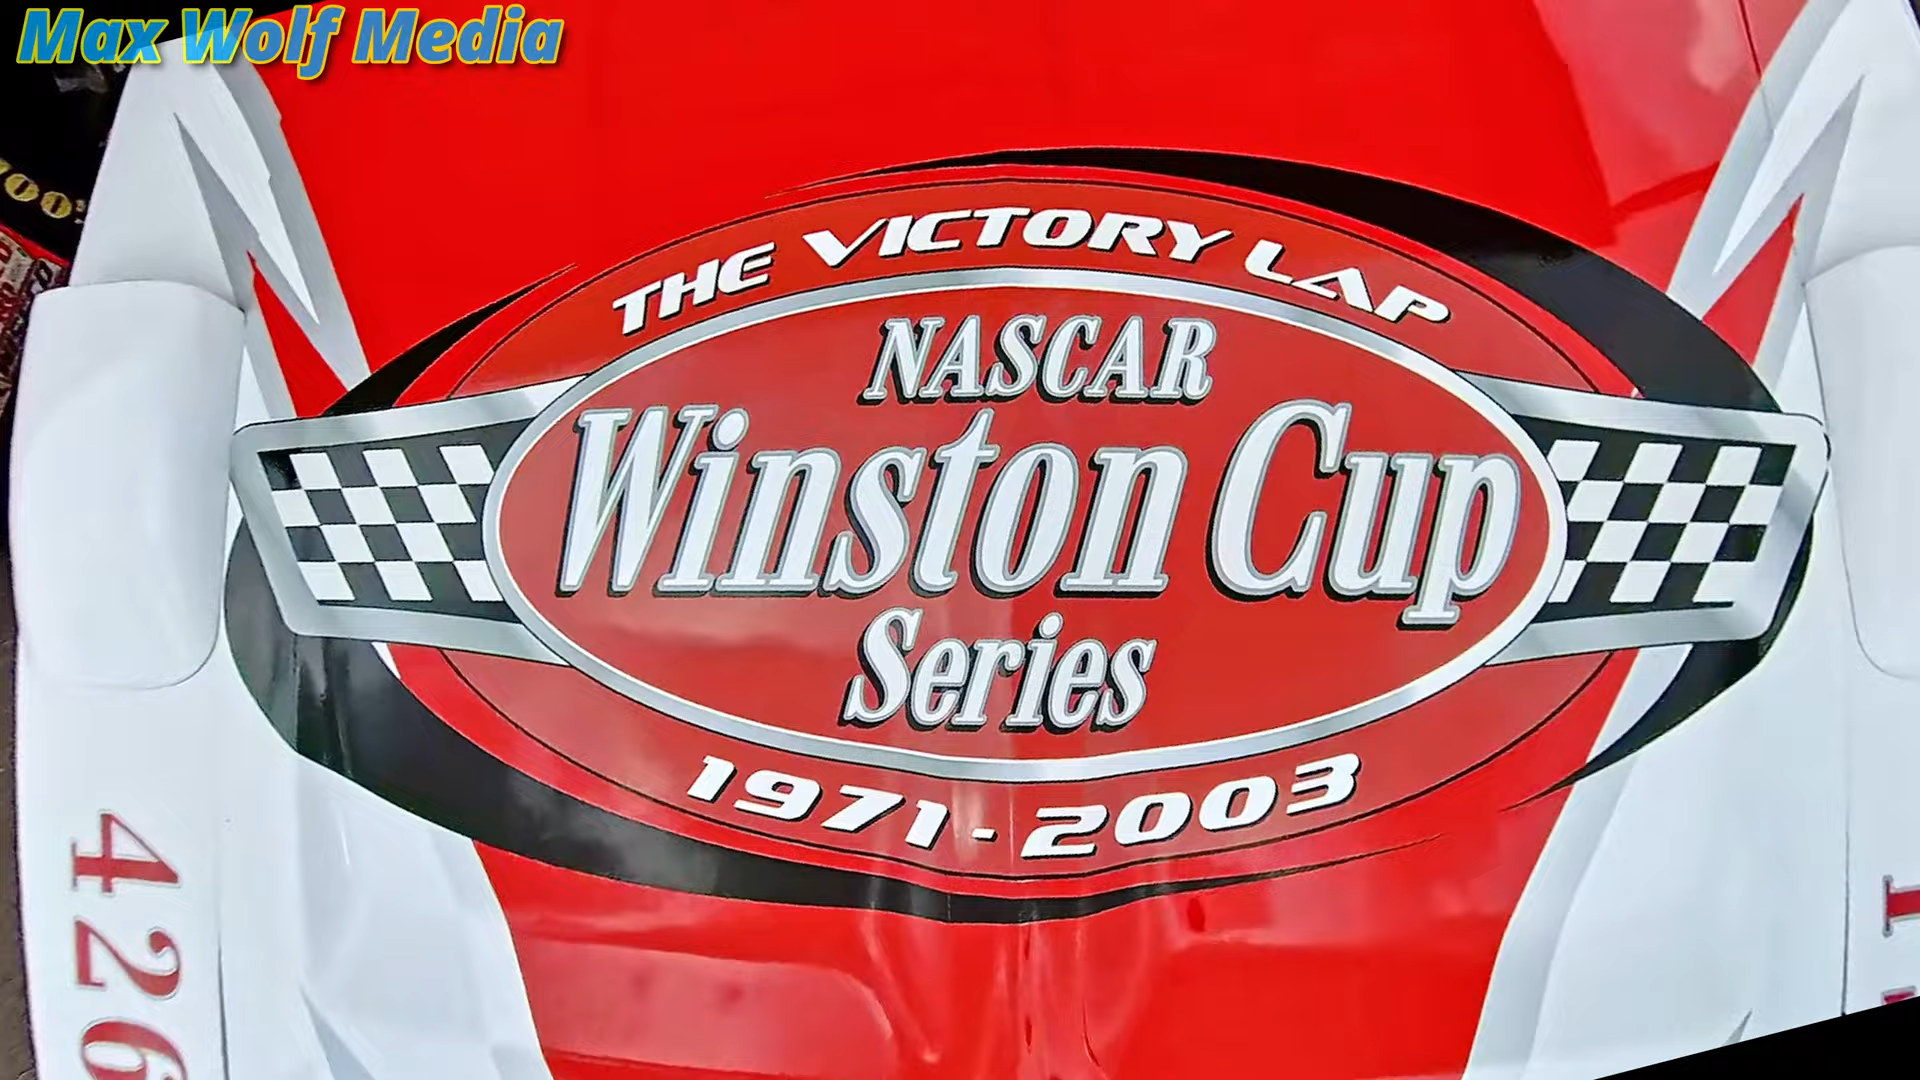 Max Wolf Media
THE VICTORY LAP
NASCAR
Winston Cup
Series
1971-2003
426